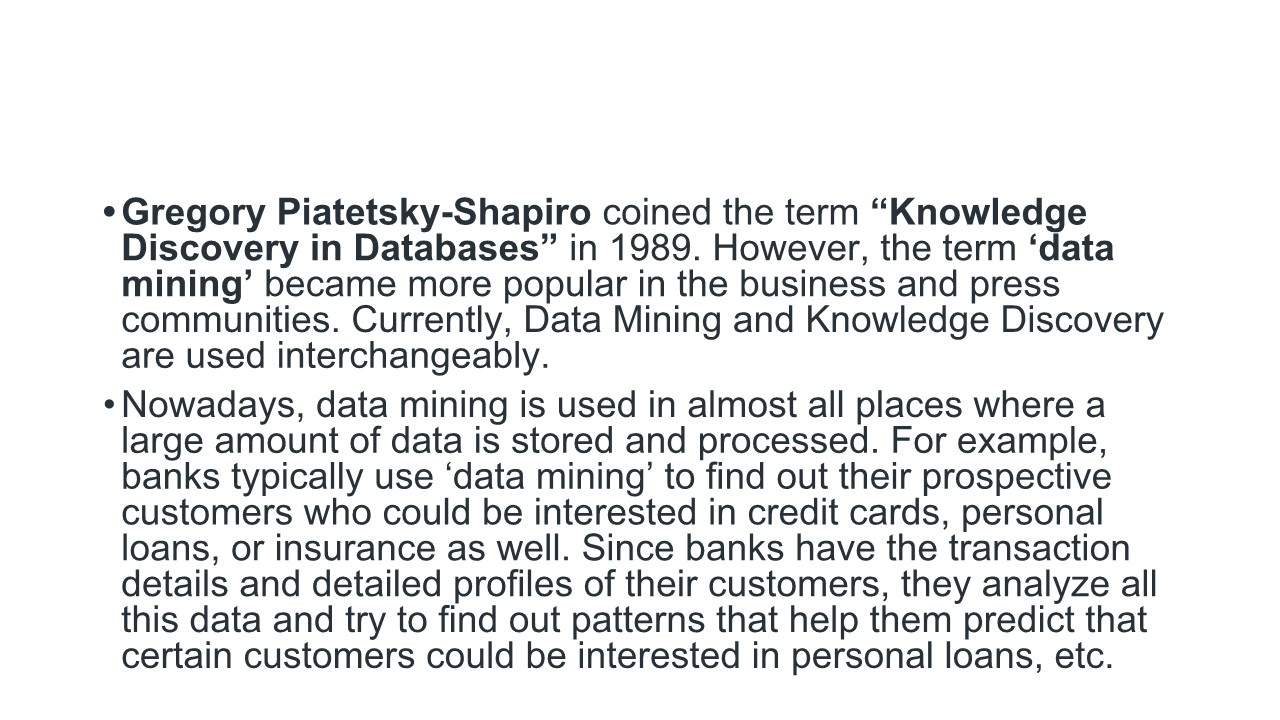 •Gregory Piatetsky-Shapiro coined the term “Knowledge
Discovery in Databases” in 1989. However, the term ‘data
mining’ became more popular in the business and press
communities. Currently, Data Mining and Knowledge Discovery
are used interchangeably.
•Nowadays, data mining is used in almost all places where a
large amount of data is stored and processed. For example,
banks typically use ‘data mining’ to find out their prospective
customers who could be interested in credit cards, personal
loans, or insurance as well. Since banks have the transaction
details and detailed profiles of their customers, they analyze all
this data and try to find out patterns that help them predict that
certain customers could be interested in personal loans, etc.